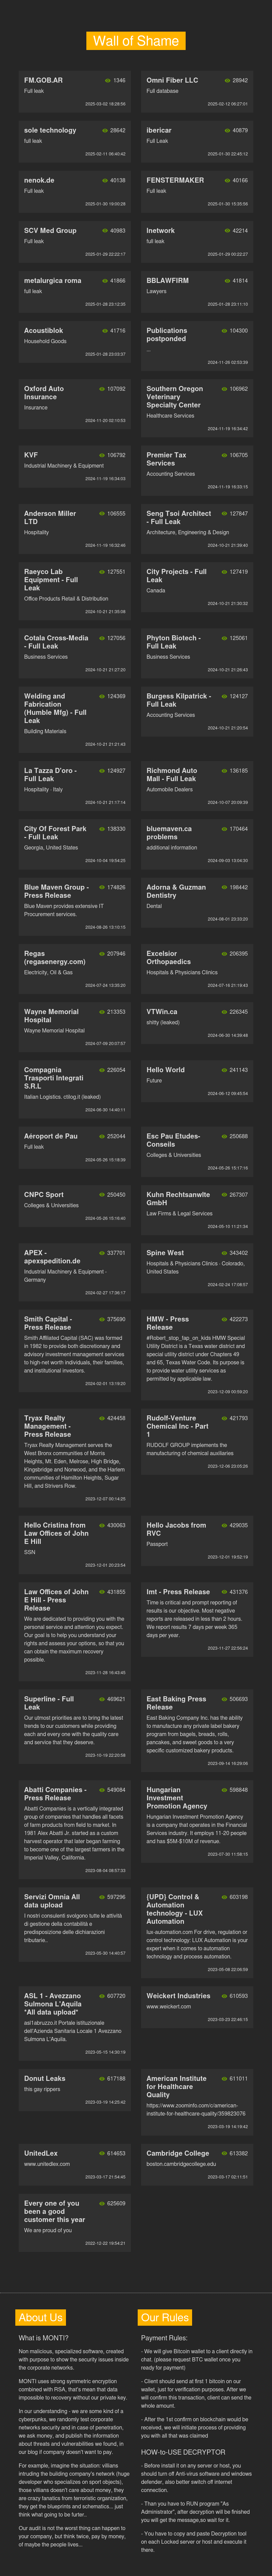 Wall of Shame
FM.GOB.AR
1346
Full leak
2025-03-02 18:28:56
Omni Fiber LLC
28942
Full database
2025-02-12 06:27:01
sole technology
28642
full leak
2025-02-11 06:40:42
ibericar
40879
Full Leak
2025-01-30 22:45:12
nenok.de
40138
Full leak
2025-01-30 19:00:28
FENSTERMAKER
40166
Full leak
2025-01-30 15:35:56
SCV Med Group
40983
Full Leak
2025-01-29 22:22:17
Inetwork
42214
full leak
2025-01-29 00:22:27
metalurgica roma
41866
full leak
2025-01-28 23:12:35
BBLAWFIRM
41814
Lawyers
2025-01-28 23:11:10
Acoustiblok
41716
Household Goods
2025-01-28 23:03:37
Publications
postponded
104300
...
2024-11-26 02:53:39
Oxford Auto
Insurance
107092
Insurance
2024-11-20 02:10:53
Southern Oregon
Veterinary
Specialty Center
106962
Healthcare Services
2024-11-19 16:34:42
KVF
106792
Industrial Machinery & Equipment
2024-11-19 16:34:03
Premier Tax
Services
106705
Accounting Services
2024-11-19 16:33:15
Anderson Miller
LTD
106555
Hospitality
2024-11-19 16:32:46
Seng Tsoi Architect
- Full Leak
127847
Architecture, Engineering & Design
2024-10-21 21:39:40
Raeyco Lab
Equipment - Full
Leak
127551
Office Products Retail & Distribution
2024-10-21 21:35:08
City Projects - Full
Leak
127419
Canada
2024-10-21 21:30:32
Cotala Cross-Media
- Full Leak
127056
Business Services
2024-10-21 21:27:20
Phyton Biotech -
Full Leak
125061
Business Services
2024-10-21 21:26:43
Welding and
Fabrication
(Humble Mfg) - Full
Leak
124369
Building Materials
2024-10-21 21:21:43
Burgess Kilpatrick -
Full Leak
124127
Accounting Services
2024-10-21 21:20:54
La Tazza D'oro -
Full Leak
124927
Hospitality · Italy
2024-10-21 21:17:14
Richmond Auto
Mall - Full Leak
136185
Automobile Dealers
2024-10-07 20:09:39
City Of Forest Park
- Full Leak
138330
Georgia, United States
2024-10-04 19:54:20
bluemaven.ca
problems
170464
additional information
2024-09-03 13:04:30
Blue Maven Group -
Press Release
174826
Blue Maven provides extensive IT
Procurement services.
2024-08-26 13:10:15
Adorna & Guzman
Dentistry
198442
Dental
2024-08-01 23:33:20
Regas
(regasenergy.com)
207946
Electricity, Oil & Gas
2024-07-24 13:35:20
Excelsior
Orthopaedics
206395
Hospitals & Physicians Clinics
2024-07-16 21:19:43
Wayne Memorial
Hospital
213353
Wayne Memorial Hospital
2024-07-09 20:07:57
VTWin.ca
226345
shitty (leaked)
2024-06-30 14:39:48
Compagnia
Trasporti Integrati
S.R.L
226054
Italian Logistics. citlog.it (leaked)
2024-06-30 14:40:11
Hello World
241143
Future
2024-06-12 09:45:54
Aéroport de Pau
252044
Full leak
2024-05-28 15:18:39
Esc Pau Etudes-
Conseils
250688
Colleges & Universities
2024-05-28 15:17:16
CNPC Sport
250450
Colleges & Universities
2024-05-28 15:16:40
Kuhn Rechtsanwlte
GmbH
267307
Law Firms & Legal Services
2024-05-10 11:21:34
APEX -
apexspedition.de
337701
Industrial Machinery & Equipment ·
Germany
2024-02-27 17:36:17
Spine West
343402
Hospitals & Physicians Clinics · Colorado,
United States
2024-02-24 17:08:57
Smith Capital -
Press Release
375690
Smith Affiliated Capital (SAC) was formed
in 1982 to provide both discretionary and
advisory investment management services
to high-net worth individuals, their families,
and institutional investors.
2024-02-01 13:19:20
HMW - Press
Release
422273
#Robert_stop_fap_on_kids HMW Special
Utility District is a Texas water district and
special utility district under Chapters 49
and 65, Texas Water Code. Its purpose is
to provide water utility services as
permitted by applicable law.
2023-12-09 00:59:20
Tryax Realty
Management -
Press Release
424458
Tryax Realty Management serves the
West Bronx communities of Morris
Heights, Mt. Eden, Melrose, High Bridge,
Kingsbridge and Norwood, and the Harlem
communities of Hamilton Heights, Sugar
Hill, and Strivers Row.
2023-12-07 00:14:25
Rudolf-Venture
Chemical Inc - Part
1
421793
RUDOLF GROUP implements the
manufacturing of chemical auxiliaries
2023-12-06 23:05:26
Hello Cristina from
Law Offices of John
E Hill
430063
SSN
2023-12-01 20:23:54
Hello Jacobs from
RVC
429035
Passport
2023-12-01 19:52:19
Law Offices of John
E Hill - Press
Release
431855
We are dedicated to providing you with the
personal service and attention you expect.
Our goal is to help you understand your
rights and assess your options, so that you
can obtain the maximum recovery
possible.
2023-11-28 16:43:45
Imt - Press Release
431376
Time is critical and prompt reporting of
results is our objective. Most negative
reports are released in less than 2 hours.
We report results 7 days per week 365
days per year.
2023-11-27 22:56:24
Superline - Full
Leak
469621
Our utmost priorities are to bring the latest
trends to our customers while providing
each and every one with the quality care
and service that they deserve.
2023-10-19 22:20:59
East Baking Press
Release
506693
East Baking Company Inc. has the ability
to manufacture any private label bakery
program from bagels, breads, rolls,
pancakes, and sweet goods to a very
specific customized bakery products.
2023-09-14 16:29:06
Abatti Companies -
Press Release
549084
Abatti Companies is a vertically integrated
group of companies that handles all facets
of farm products from field to market. In
1981 Alex Abatti Jr. started as a custom
harvest operator that later began farming
to become one of the largest farmers in the
Imperial Valley, California.
2023-08-04 08:57:33
Hungarian
Investment
Promotion Agency
598848
Hungarian Investment Promotion Agency
is a company that operates in the Financial
Services industry. It employs 11-20 people
and has $5M-$10M of revenue.
2023-07-30 11:58:15
Servizi Omnia All
data upload
597296
I nostri consulenti svolgono tutte le attività
di gestione della contabilità e
predisposizione delle dichiarazioni
tributarie..
2023-05-30 14:40:57
{UPD} Control &
Automation
technology - LUX
Automation
603198
lux-automation.com For drive, regulation or
control technology: LUX Automation is your
expert when it comes to automation
technology and process automation.
2023-05-08 22:06:59
ASL 1 - Avezzano
Sulmona L'Aquila
"All data upload"
607720
asl1abruzzo.it Portale istituzionale
dell'Azienda Sanitaria Locale 1 Avezzano
Sulmona L'Aquila.
2023-05-15 14:30:19
Weickert Industries
610593
www.weickert.com
2023-03-23 22:46:15
Donut Leaks
617188
this gay rippers
2023-03-19 14:25:42
American Institute
for Healthcare
Quality
611011
https://www.zoominfo.com/c/american-
institute-for-healthcare-quality/359823076
2023-03-19 14:19:42
UnitedLex
614653
www.unitedlex.com
2023-03-17 21:54:45
Cambridge College
613382
boston.cambridgecollege.edu
2023-03-17 02:11:51
Every one of you
been a good
customer this year
625609
We are proud of you
2022-12-22 19:54:21
About Us
What is MONTI?
Non malicious, specialized software, created
with purpose to show the security issues inside
the corporate networks.
MONTI uses strong symmetric encryption
combined with RSA, that's mean that data
impossible to recovery without our private key.
In our understanding - we are some kind of a
cyberpunks, we randomly test corporate
networks security and in case of penetration,
we ask money, and publish the information
about threats and vulnerabilities we found, in
our blog if company doesn't want to pay.
For example, imagine the situation: villians
intruding the building company's network (huge
developer who specializes on sport objects),
those villians doesn't care about money, they
are crazy fanatics from terroristic organization,
they get the blueprints and schematics... just
think what going to be furter...
Our audit is not the worst thing can happen to
your company, but think twice, pay by money,
of maybe the people lives...
Our Rules
Payment Rules:
- We will give Bitcoin wallet to a client directly in
chat. (please request BTC wallet once you
ready for payment)
- Client should send at first 1 bitcoin on our
wallet, just for verification purposes. After we
will confirm this transaction, client can send the
whole amount.
- After the 1st confirm on blockchain would be
received, we will initiate process of providing
you with all that was claimed
HOW-to-USE DECRYPTOR
- Before install it on any server or host, you
should turn off Anti-virus software and windows
defender, also better switch off internet
connection.
- Than you have to RUN program "As
Administrator", after decryption will be finished
you will get the message,so wait for it.
- You have to copy and paste Decryption Tool
on each Locked server or host and execute it
there.